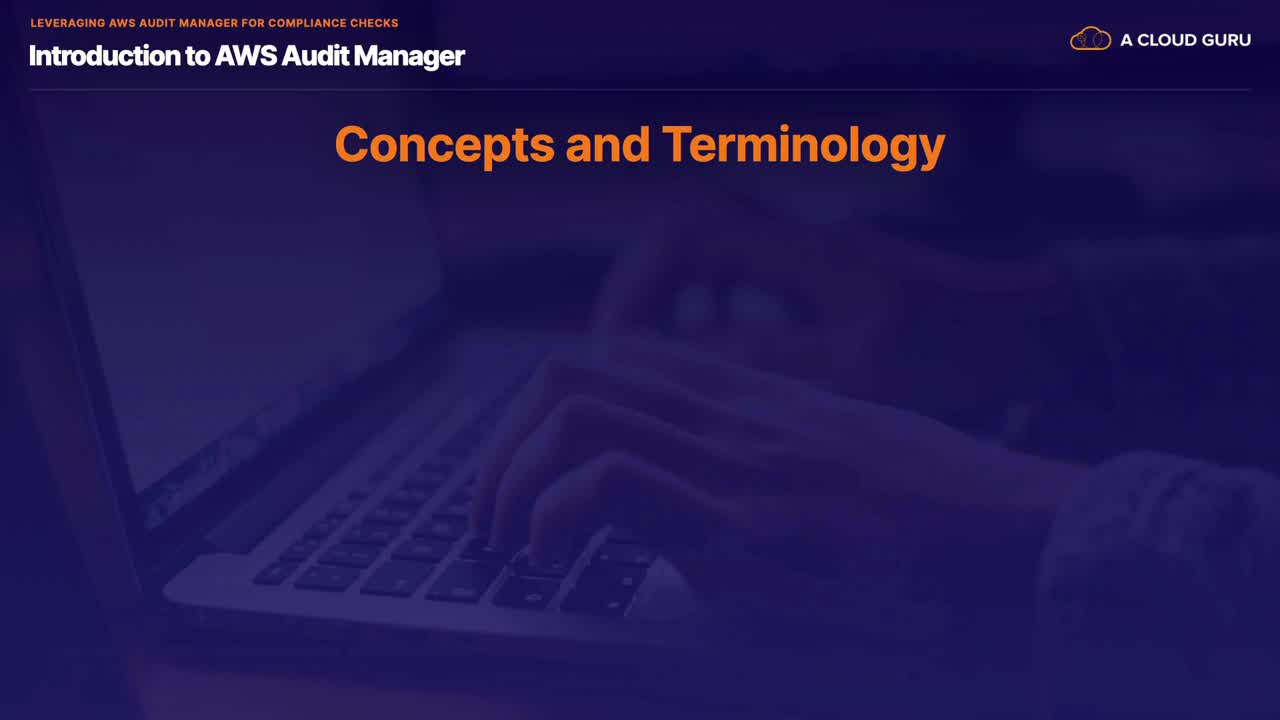 LEVERAGING AWS AUDIT MANAGER FOR COMPLIANCE CHECKS
Introduction to AWS Audit Manager
A CLOUD GURU
Concepts and Terminology